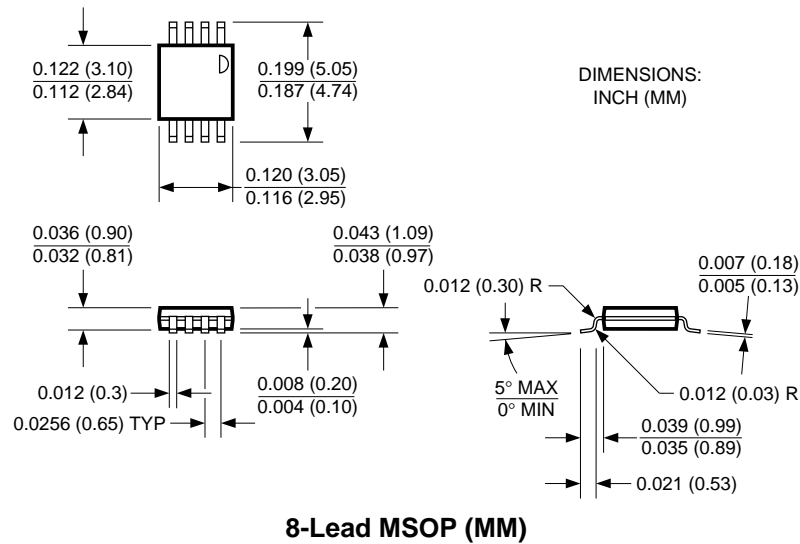 0.122 (3.10)
0.112 (2.84)
0.199 (5.05)
0.187 (4.74)
DIMENSIONS:
INCH (MM)
0.120 (3.05)
0.116 (2.95)
0.036 (0.90)
0.032 (0.81)
0.043 (1.09)
0.038 (0.97)
0.007 (0.18)
0.005 (0.13)
0.012 (0.30) R
0.012 (0.3)
0.008 (0.20)
0.004 (0.10)
5° MAX
0° MIN
0.012 (0.03) R
0.0256 (0.65) TYP
0.039 (0.99)
0.035 (0.89)
0.021 (0.53)
8-Lead MSOP (MM)